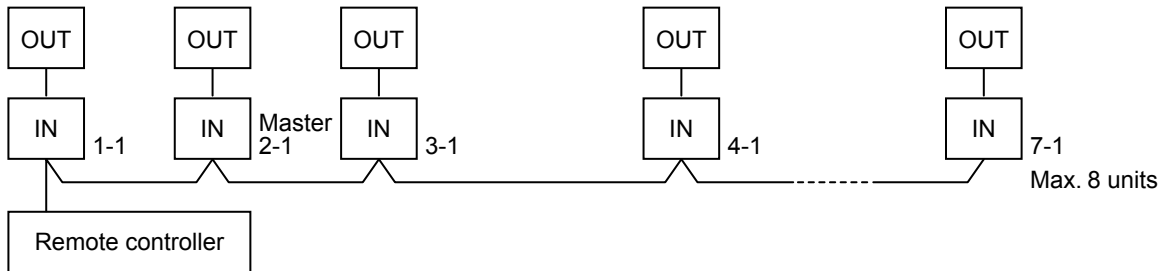 OUT OUT OUT OUT OUT
IN IN Master IN IN IN
1-1 2-1 3-1 4-1 7-1
Max. 8 units
Remote controller